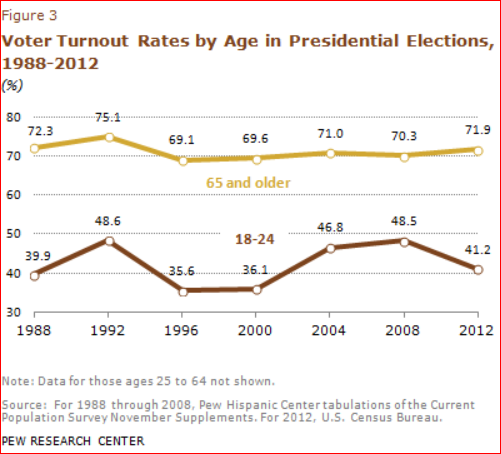 Figure 3
Voter Turnout Rates by Age in Presidential Elections,
1988-2012
(%)
80
75.1
72.3
69.1
69.6
71.0
70.3
71.9
70
65 and older
60
50
48.6
18-24
46.8
48.5
39.9
35.6
36.1
41.2
40
30
1988 1992 1996 2000 2004 2008 2012
Note: Data for those ages 25 to 64 not shown.
Source: For 1988 through 2008, Pew Hispanic Center tabulations of the Current
Population Survey November Supplements. For 2012, U.S. Census Bureau.
PEW RESEARCH CENTER